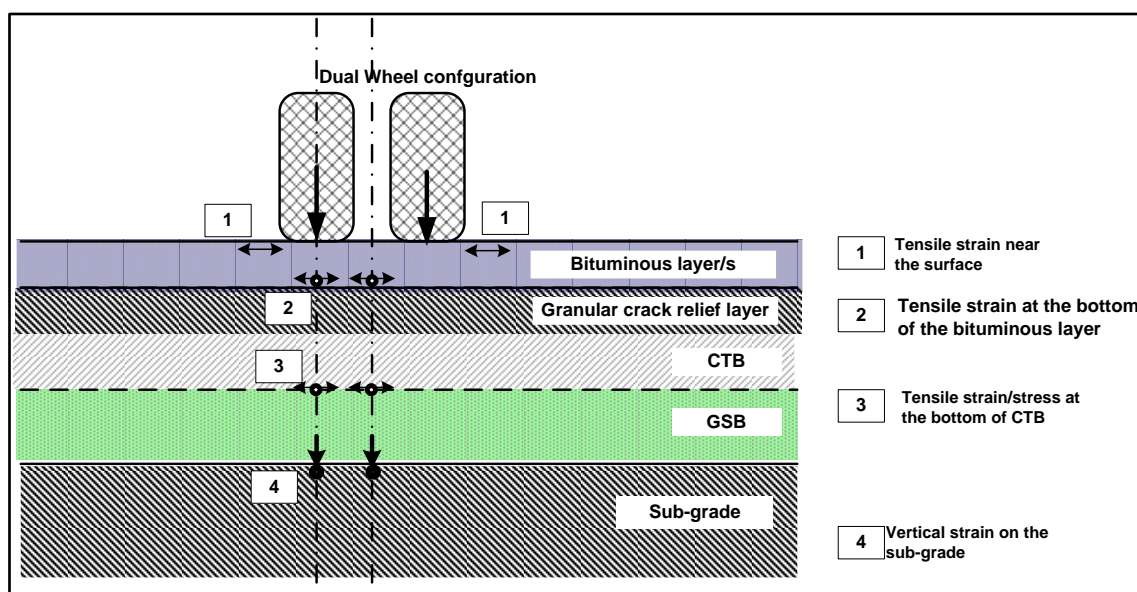 Dual Wheel confguration
1
1
Bituminous layer/s
2
Granular crack relief layer
3
CTB
GSB
4
Sub-grade
1
Tensile strain near
the surface
2
Tensile strain at the bottom
of the bituminous layer
3
Tensile strain/stress at
the bottom of CTB
4
Vertical strain on the
sub-grade